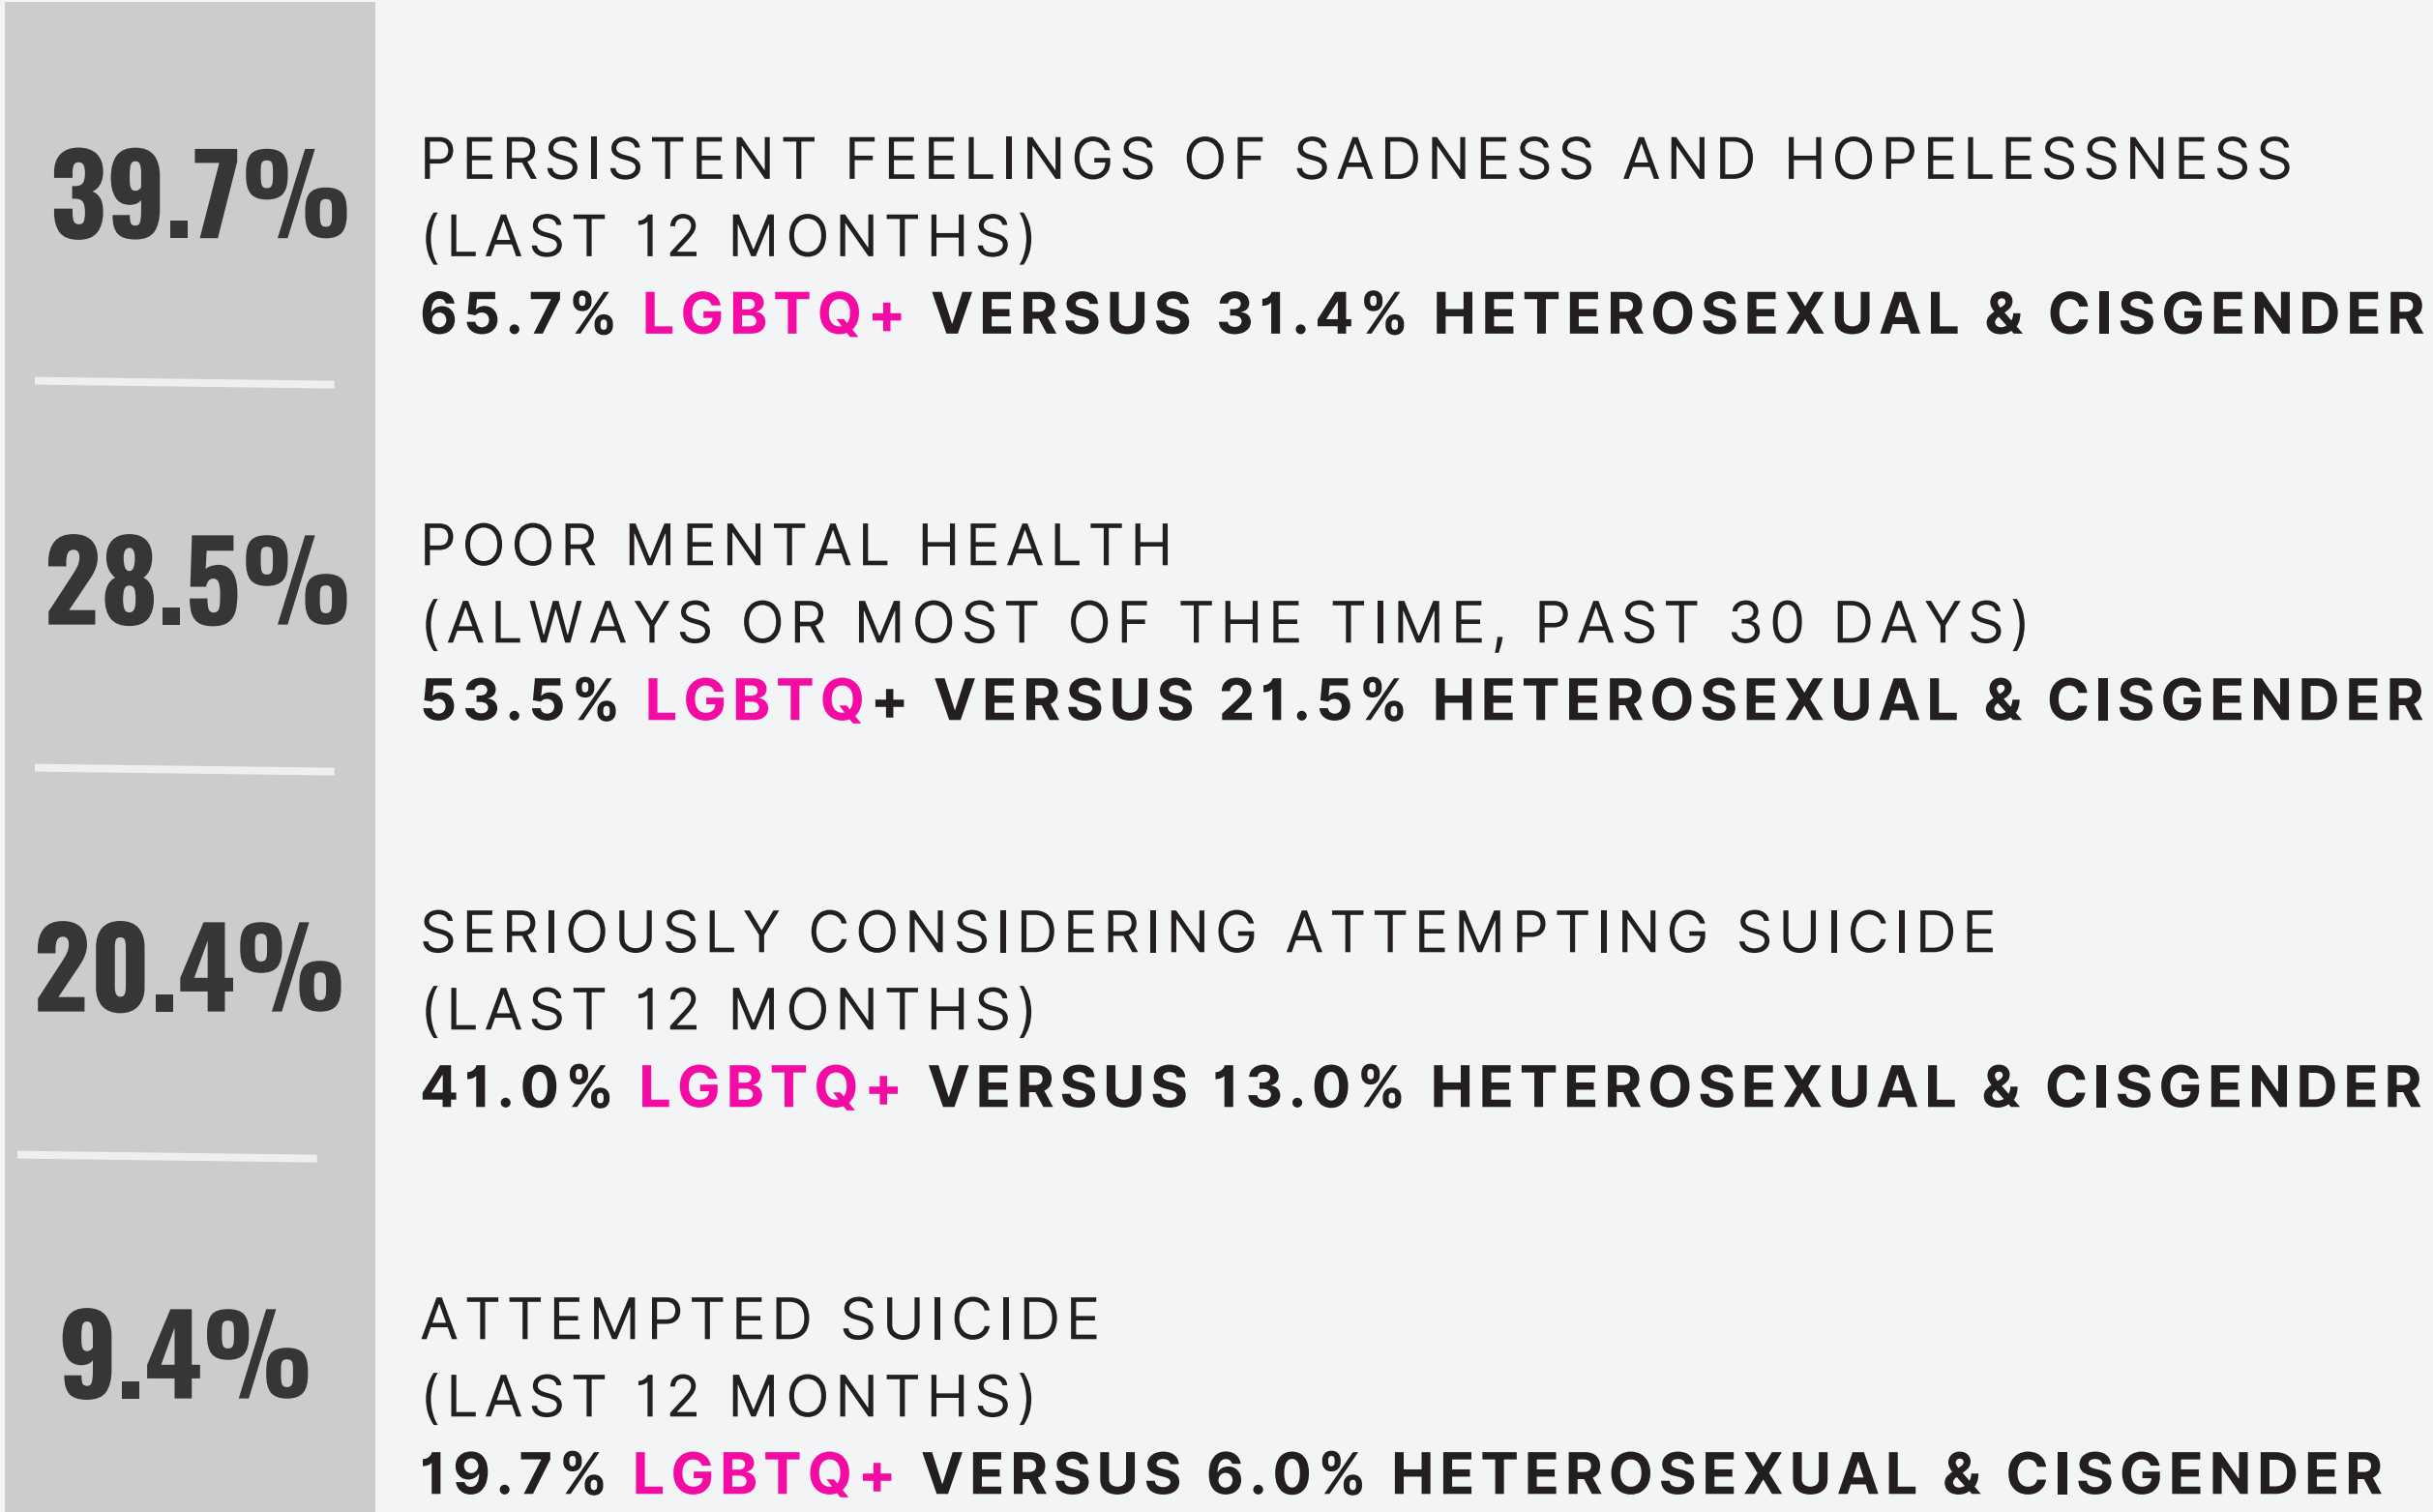 39.7%
PERSISTENT FEELINGS OF SADNESS AND HOPELESSNESS
(LAST 12 MONTHS)
65.7% LGBTQ+ VERSUS 31.4% HETEROSEXUAL & CISGENDER
28.5%
POOR MENTAL HEALTH
(ALWAYS OR MOST OF THE TIME, PAST 30 DAYS)
53.5% LGBTQ+ VERSUS 21.5% HETEROSEXUAL & CISGENDER
20.4%
SERIOUSLY CONSIDERING ATTEMPTING SUICIDE
(LAST 12 MONTHS)
41.0% LGBTQ+ VERSUS 13.0% HETEROSEXUAL & CISGENDER
9.4%
ATTEMPTED SUICIDE
(LAST 12 MONTHS)
19.7% LGBTQ+ VERSUS 6.0% HETEROSEXUAL & CISGENDER